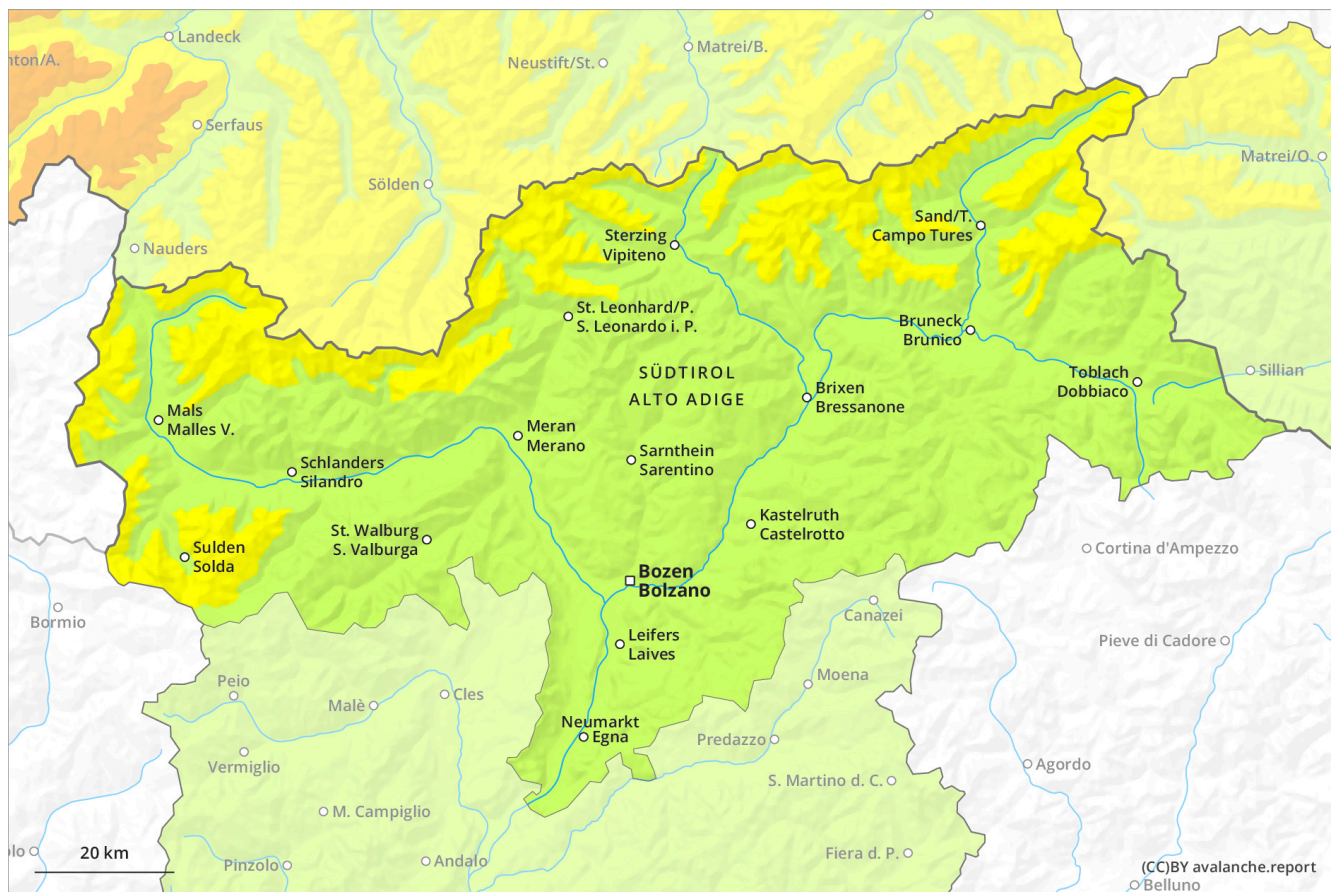 Landeck
nton/A.
Matrei/B.
Neustift/St.
Serfaus
Matrei/O.
Sölden
Sand/T.
Campo Tures
Sterzing
Vipiteno
Nauders
St. Leonhard/P.
S. Leonardo i. P.
Bruneck
Brunico
SÜDTIROL
ALTO ADIGE
Toblach
Dobbiaco
Sillian
Brixen
Bressanone
Mals
Malles V.
Meran
Merano
Sarnthein
Sarentino
Schlanders
Silandro
Kastelruth
Castelrotto
St. Walburg
S. Valburga
Sulden
Solda
Cortina d'Ampezzo
Bozen
Bolzano
Bormio
Canazei
Leifers
Laives
Pieve di Cadore
Peio
Moena
Cles
Malè
Neumarkt
Egna
Predazzo
Vermiglio
Agordo
S. Martino d. C.
M. Campiglio
olo
20 km
Pinzolo
Andalo
Fiera d. P.
(CC)BY avalanche.report
Belluno